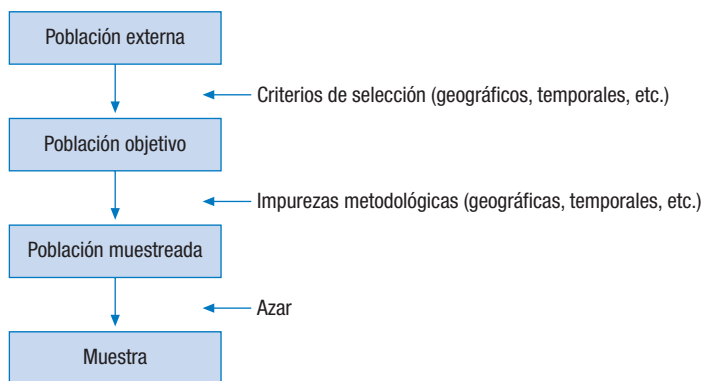 Población externa
Criterios de selección (geográficos, temporales, etc.)
Población objetivo
Impurezas metodológicas (geográficas, temporales, etc.)
Población muestreada
Azar
Muestra